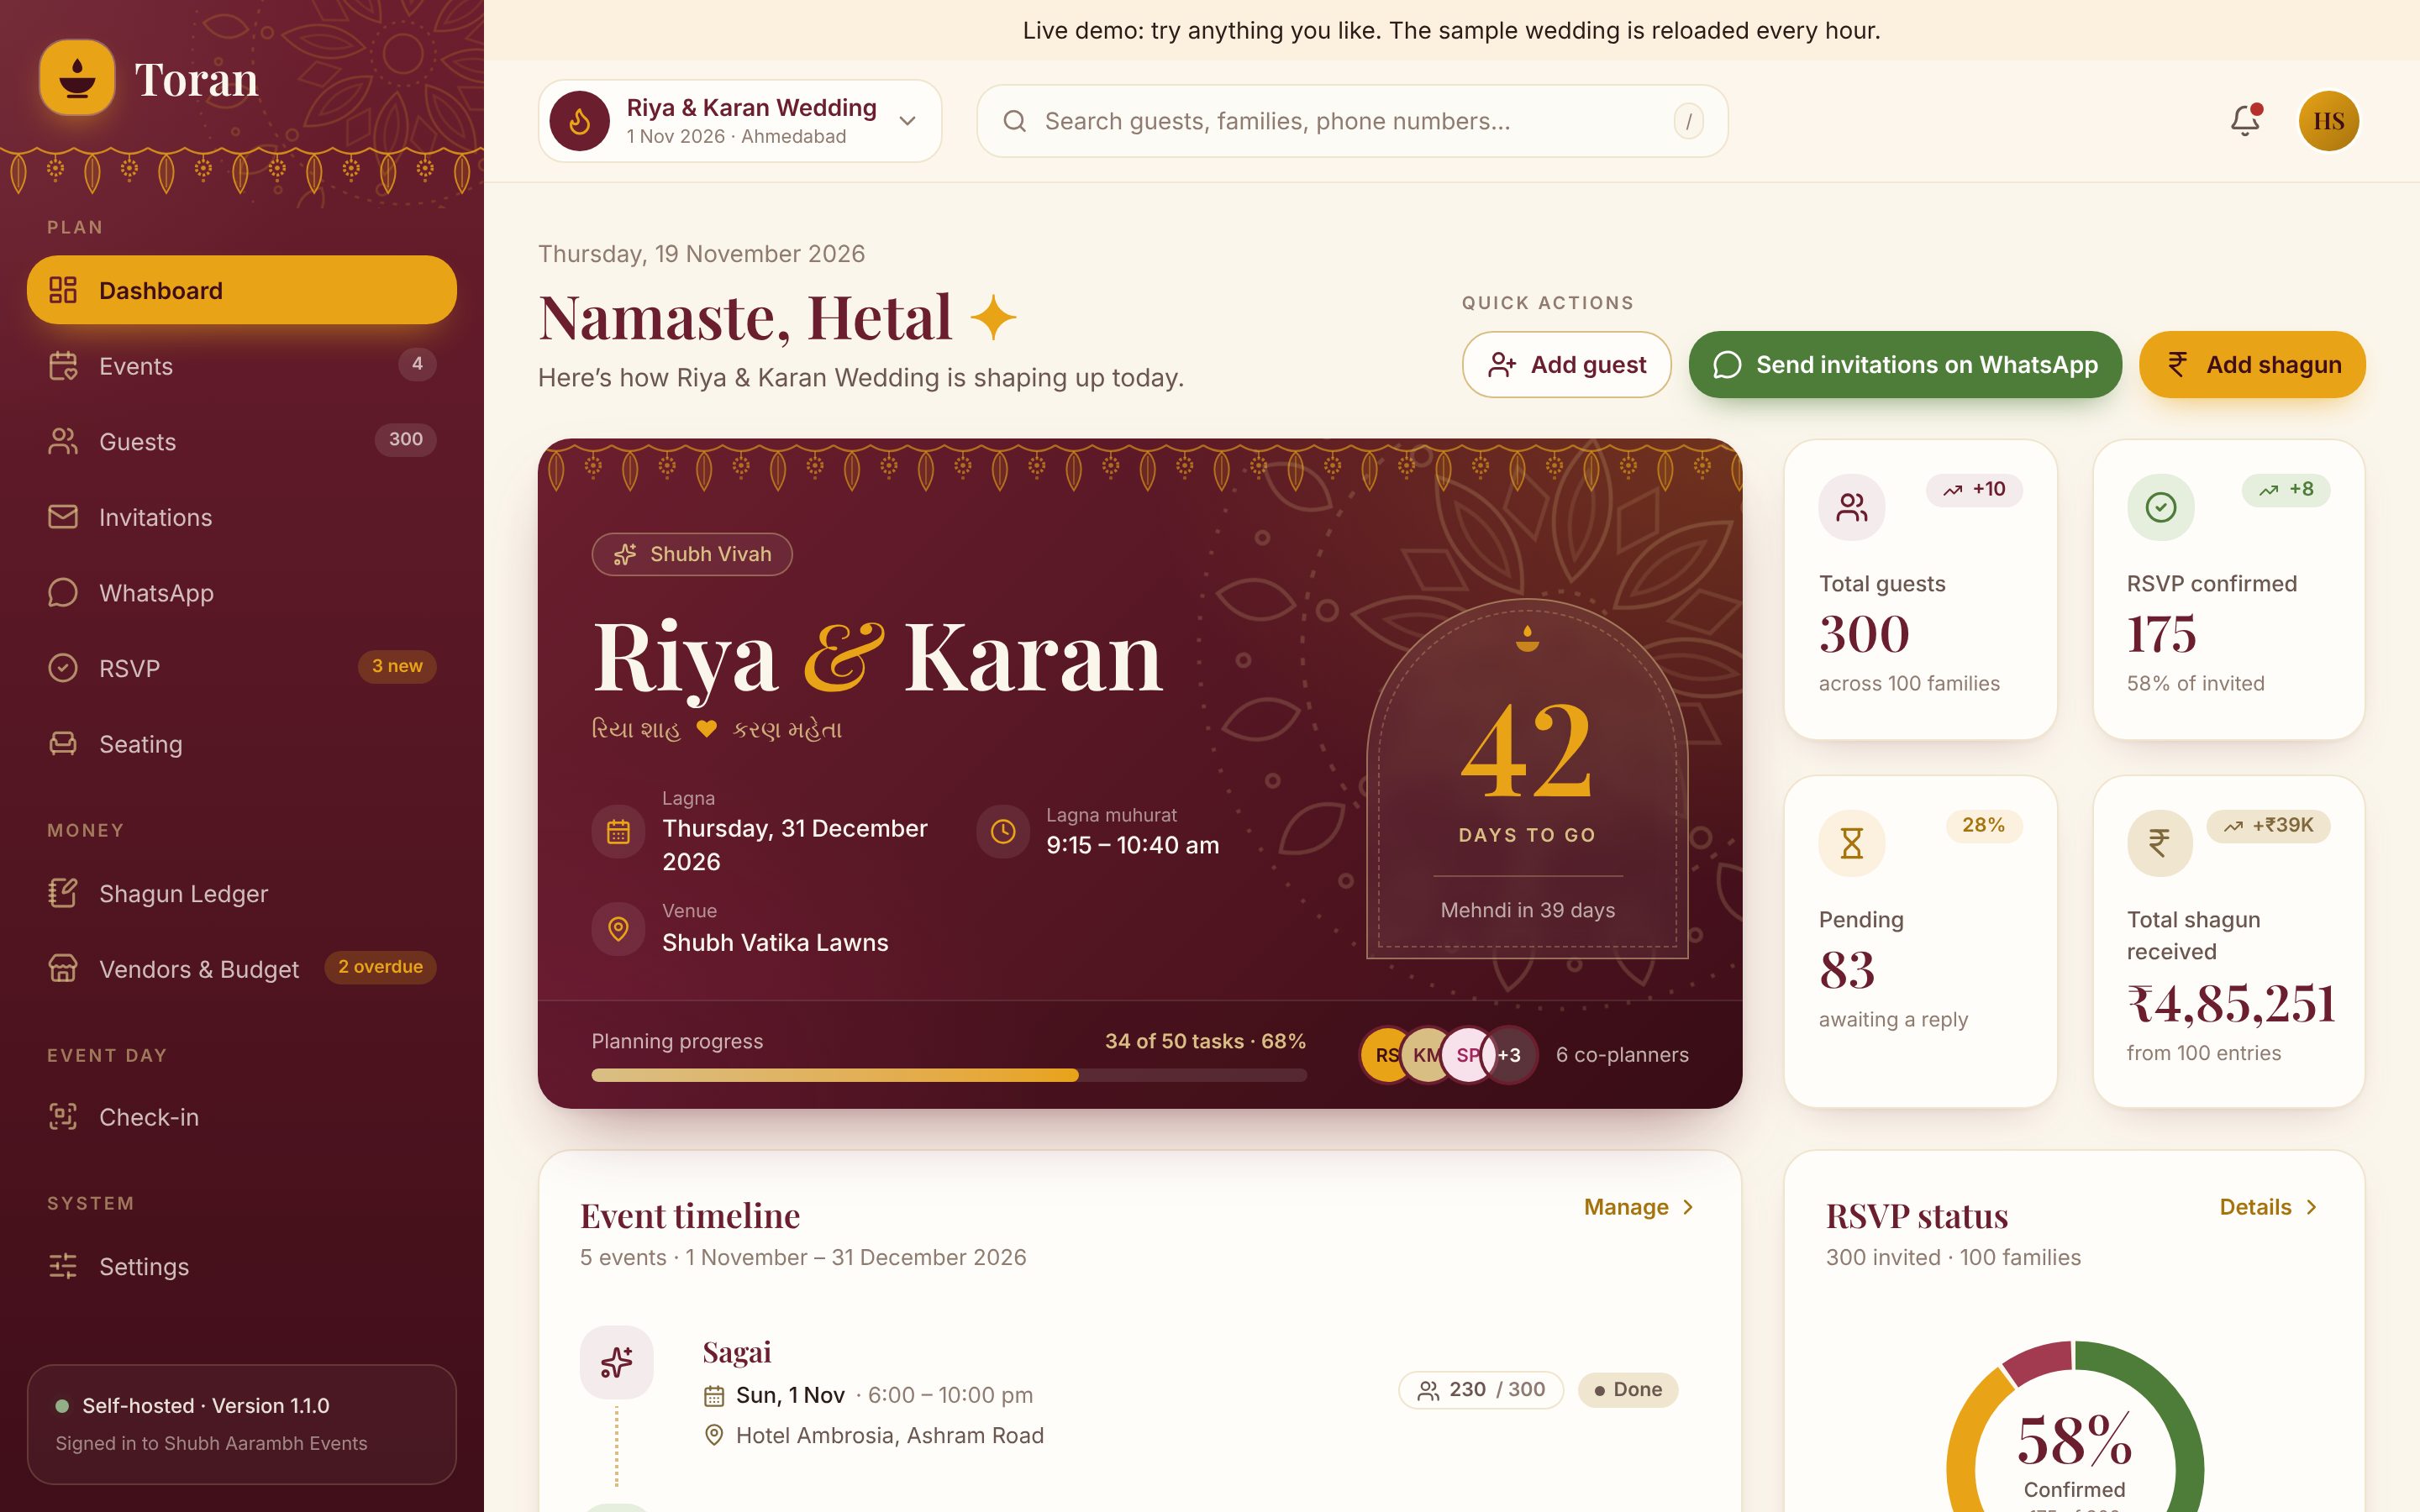 Toran
PLAN
Dashboard
Events 4
Guests 300
Invitations
WhatsApp
RSVP 3 new
Seating
MONEY
Shagun Ledger
Vendors & Budget 2 overdue
EVENT DAY
Check-in
SYSTEM
Settings
Self-hosted · Version 1.1.0
Signed in to Shubh Aarambh Events
Live demo: try anything you like. The sample wedding is reloaded every hour.
Riya & Karan Wedding
1 Nov 2026 · Ahmedabad
Search guests, families, phone numbers... /
HS
Thursday, 19 November 2026
Namaste, Hetal
Here’s how Riya & Karan Wedding is shaping up today.
QUICK ACTIONS
Add guest
Send invitations on WhatsApp
₹ Add shagun
Shubh Vivah
Riya & Karan
રિયા શાહ ♥ કરણ મહેતા
Lagna
Thursday, 31 December
2026
Lagna muhurat
9:15 – 10:40 am
Venue
Shubh Vatika Lawns
42
DAYS TO GO
Mehndi in 39 days
Planning progress
34 of 50 tasks · 68%
RS KM SP +3
6 co-planners
+10
Total guests
300
across 100 families
+8
RSVP confirmed
175
58% of invited
28%
Pending
83
awaiting a reply
₹ +₹39K
Total shagun
received
₹4,85,251
from 100 entries
Event timeline
Manage
5 events · 1 November – 31 December 2026
Sagai
Sun, 1 Nov · 6:00 – 10:00 pm
Hotel Ambrosia, Ashram Road
230 / 300
Done
RSVP status
Details
300 invited · 100 families
58%
Confirmed